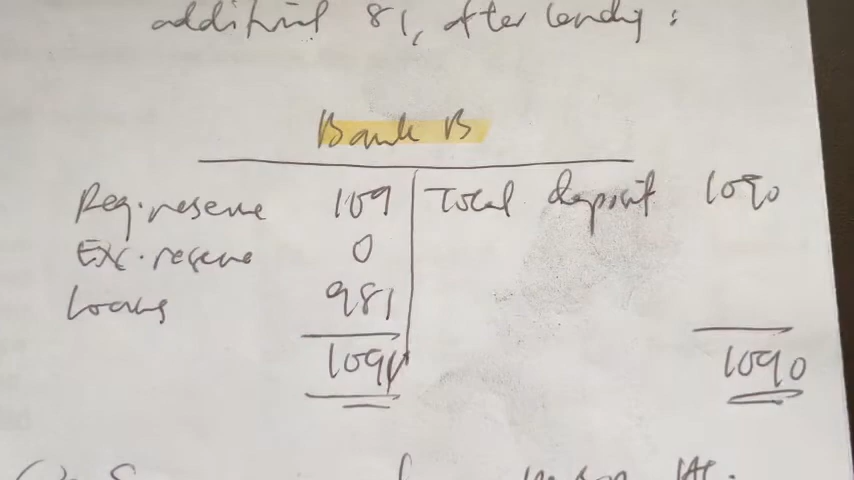 additional 81, after lending :
Bank B
Req. reserve 109 Total deposit 1090
Exc. reserve 0
Loans 981
1090 1090